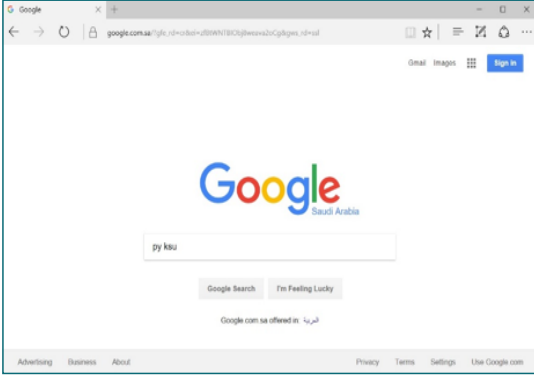 Google
google.com.sa
Gmail Images Sign in
Google
Saudi Arabia
py ksu
Google Search I'm Feeling Lucky
Google.com.sa offered in: العربية
Advertising Business About Privacy Terms Settings Use Google.com